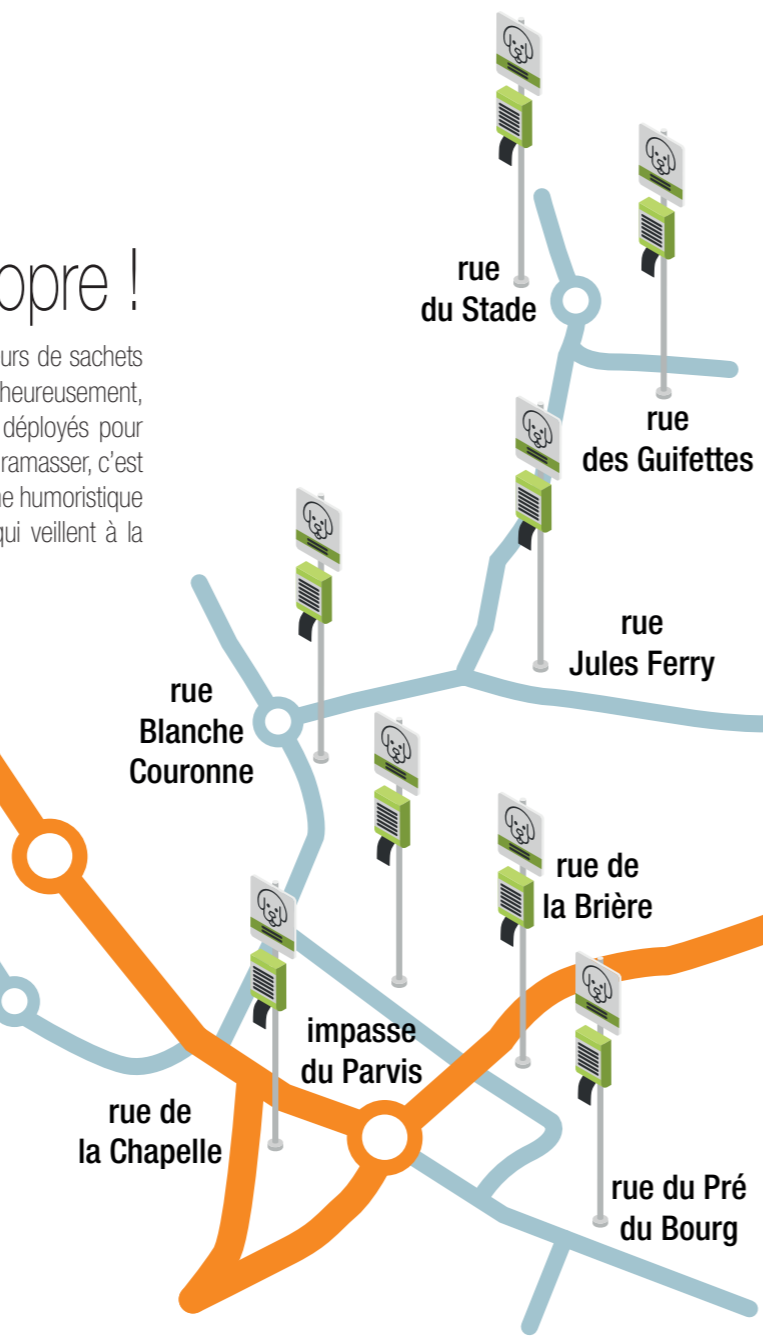 opre !
urs de sachets
heureusement,
déployés pour
ramasser, c’est
ne humoristique
qui veillent à la
rue
du Stade
rue
des Guifettes
rue
Jules Ferry
rue
Blanche
Couronne
rue de
la Brière
impasse
du Parvis
rue de
la Chapelle
rue du Pré
du Bourg